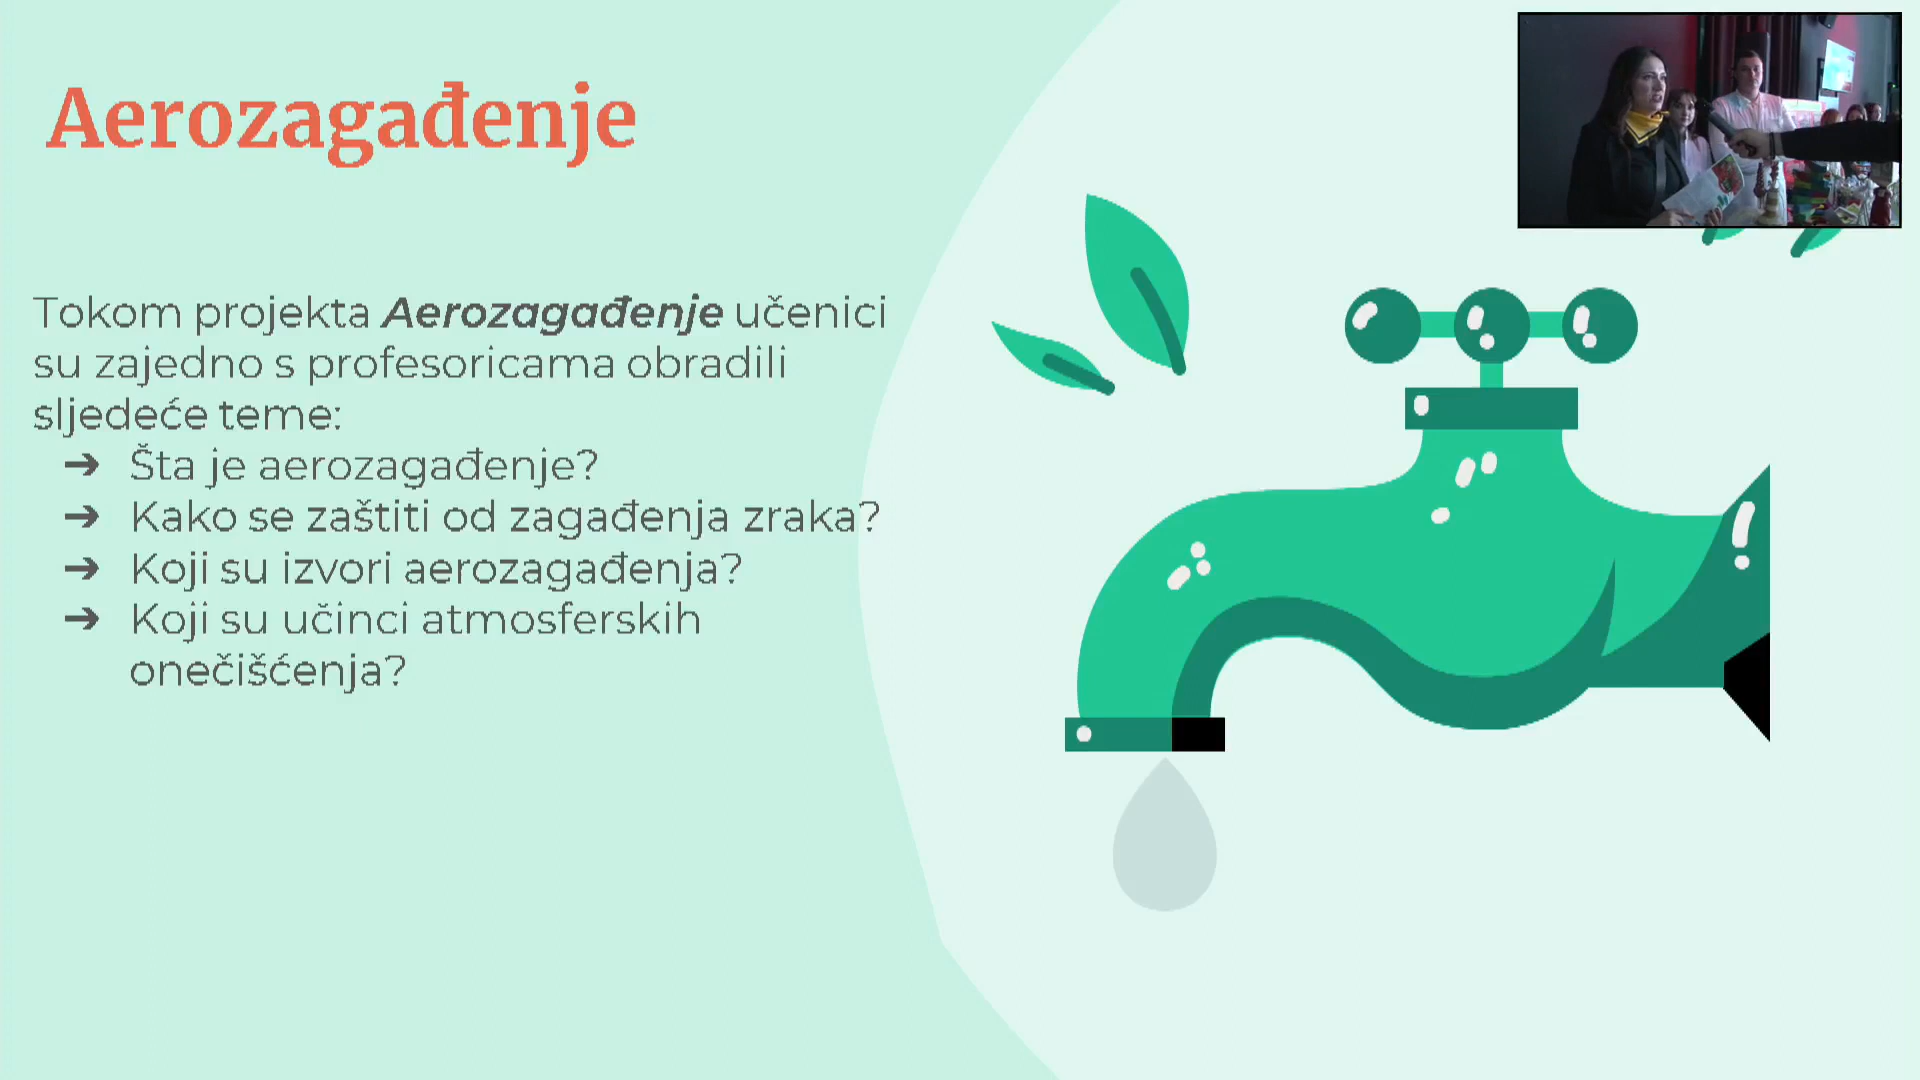 Aerozagađenje
Tokom projekta Aerozagađenje učenici
su zajedno s profesoricama obradili
sljedeće teme:
➔ Šta je aerozagađenje?
➔ Kako se zaštiti od zagađenja zraka?
➔ Koji su izvori aerozagađenja?
➔ Koji su učinci atmosferskih
onečišćenja?